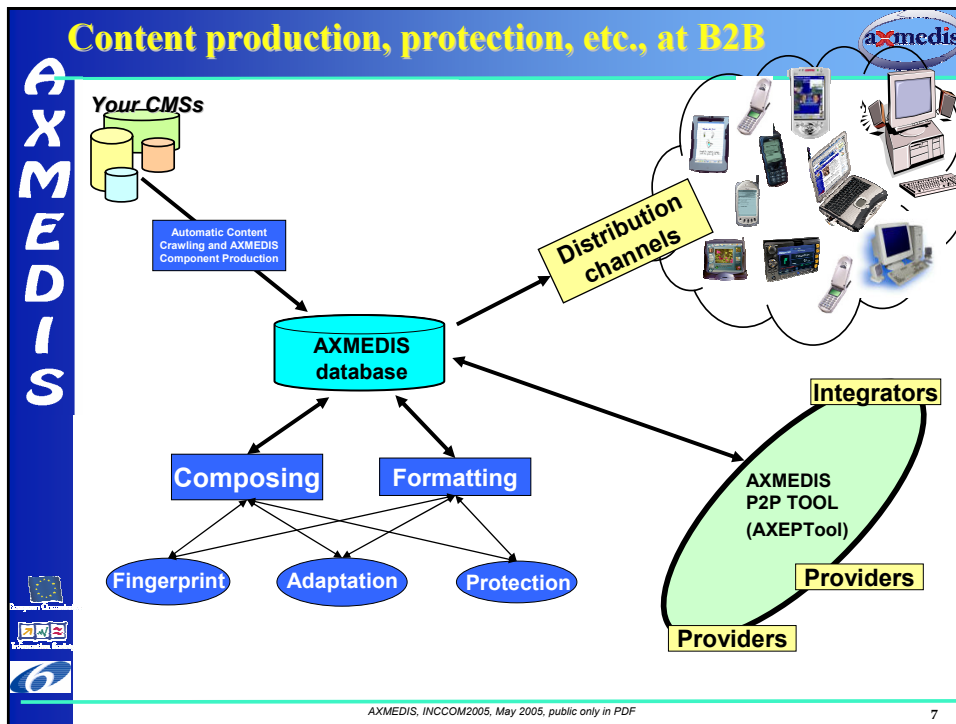 Content production, protection, etc., at B2B
axmedis
AXMEDIS
Your CMSs
Automatic Content
Crawling and AXMEDIS
Component Production
Distribution
channels
AXMEDIS
database
Integrators
Composing
Formatting
AXMEDIS
P2P TOOL
(AXEPTool)
Fingerprint
Adaptation
Protection
Providers
Providers
AXMEDIS, INCCOM2005, May 2005, public only in PDF
7